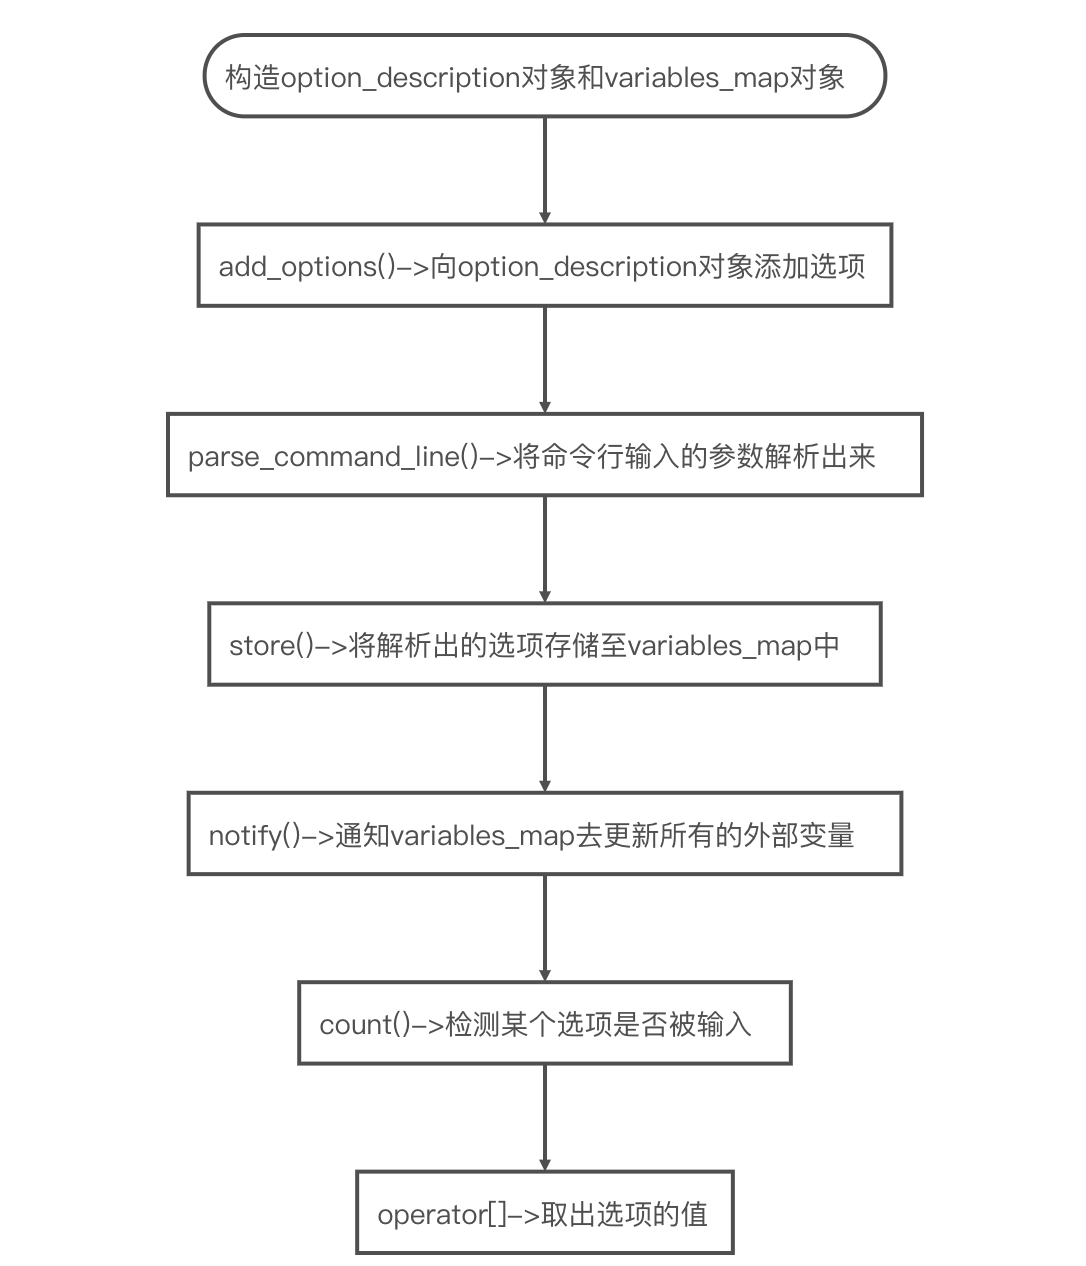 构造option_description对象和variables_map对象
add_options()->向option_description对象添加选项
parse_command_line()->将命令行输入的参数解析出来
store()->将解析出的选项存储至variables_map中
notify()->通知variables_map去更新所有的外部变量
count()->检测某个选项是否被输入
operator[]->取出选项的值